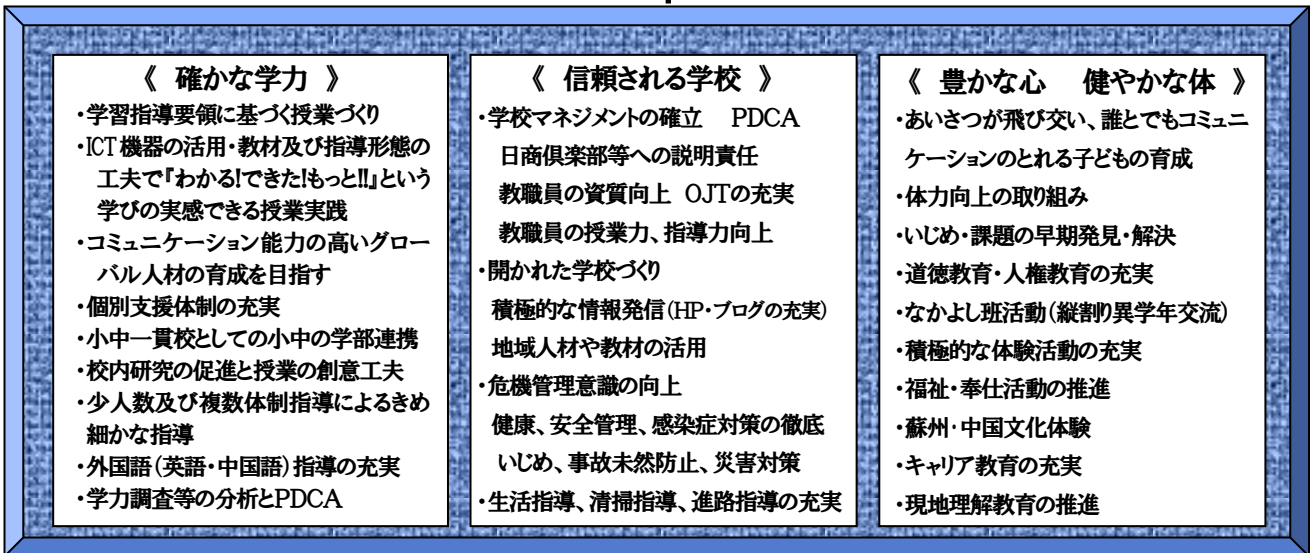 《 確かな学力 》
・学習指導要領に基づく授業づくり
・ICT機器の活用・教材及び指導形態の
工夫で『わかる!できた!もっと!!』という
学びの実感できる授業実践
・コミュニケーション能力の高いグロー
バル人材の育成を目指す
・個別支援体制の充実
・小中一貫校としての小中の学部連携
・校内研究の促進と授業の創意工夫
・少人数及び複数体制指導によるきめ
細かな指導
・外国語(英語・中国語)指導の充実
・学力調査等の分析とPDCA
《 信頼される学校 》
・学校マネジメントの確立 PDCA
日商倶楽部等への説明責任
教職員の資質向上 OJTの充実
教職員の授業力、指導力向上
・開かれた学校づくり
積極的な情報発信(HP・ブログの充実)
地域人材や教材の活用
・危機管理意識の向上
健康、安全管理、感染症対策の徹底
いじめ、事故未然防止、災害対策
・生活指導、清掃指導、進路指導の充実
《 豊かな心 健やかな体 》
・あいさつが飛び交い、誰とでもコミュニ
ケーションのとれる子どもの育成
・体力向上の取り組み
・いじめ・課題の早期発見・解決
・道徳教育・人権教育の充実
・なかよし班活動(縦割り異学年交流)
・積極的な体験活動の充実
・福祉・奉仕活動の推進
・蘇州・中国文化体験
・キャリア教育の充実
・現地理解教育の推進